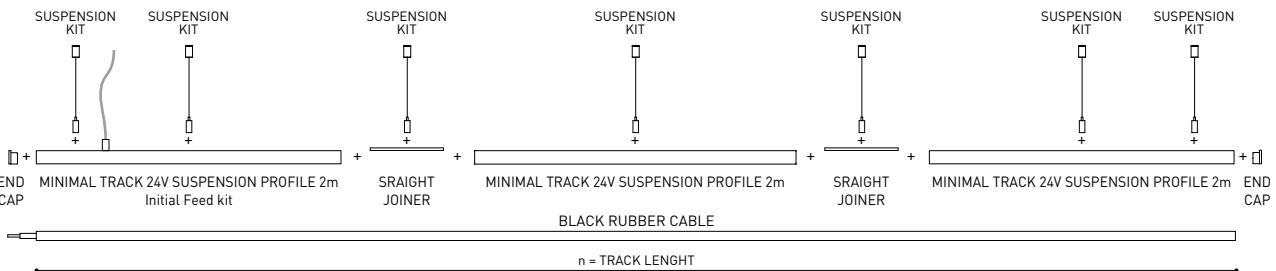 SUSPENSION
KIT
SUSPENSION
KIT
SUSPENSION
KIT
SUSPENSION
KIT
SUSPENSION
KIT
SUSPENSION
KIT
SUSPENSION
KIT
+ + + + + + +
+ + + + + +
END
CAP
MINIMAL TRACK 24V SUSPENSION PROFILE 2m
Initial Feed kit
SRAIGHT
JOINER
MINIMAL TRACK 24V SUSPENSION PROFILE 2m
SRAIGHT
JOINER
MINIMAL TRACK 24V SUSPENSION PROFILE 2m
END
CAP
BLACK RUBBER CABLE
n = TRACK LENGHT